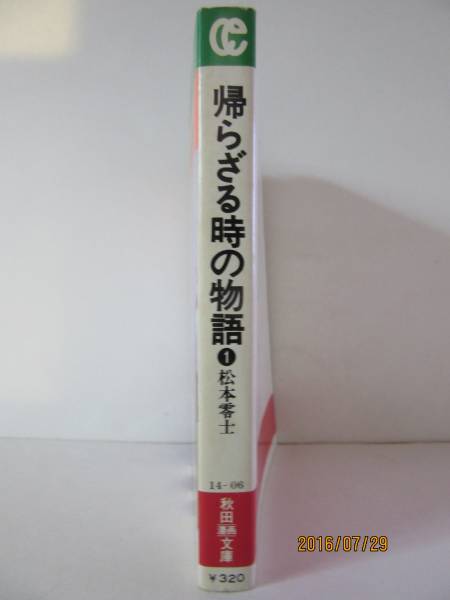 帰らざる時の物語❶
松本零士
14-06
秋田
漫画
文庫
¥320
2016/07/29